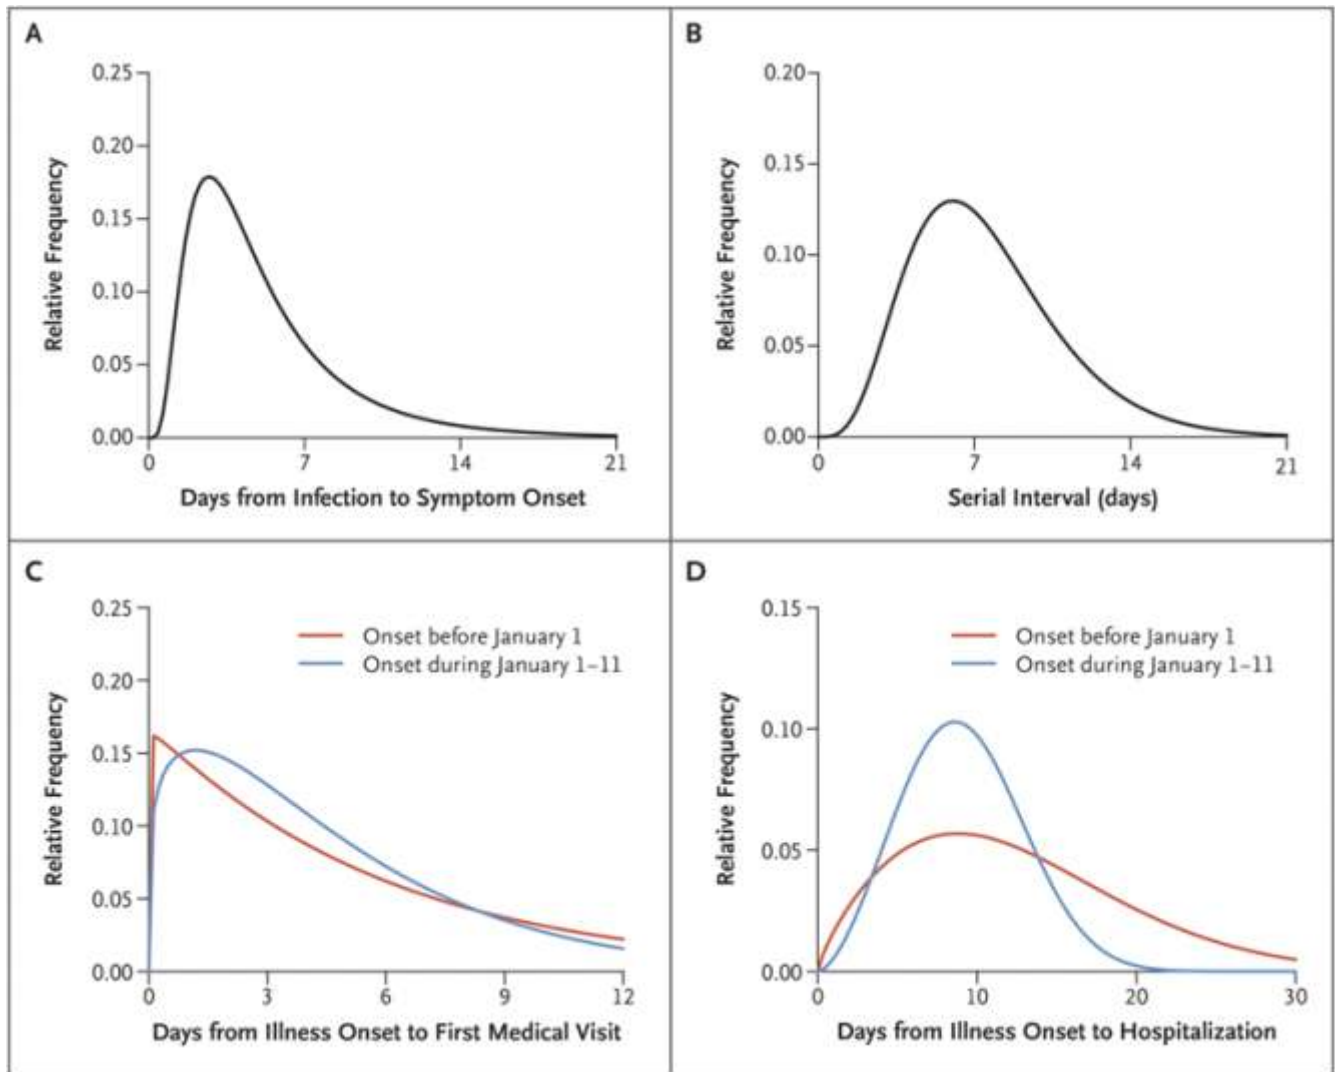 A
0.25
0.20
0.15
0.10
0.05
0.00
Relative Frequency
0 7 14 21
Days from Infection to Symptom Onset
B
0.20
0.15
0.10
0.05
0.00
Relative Frequency
0 7 14 21
Serial Interval (days)
C
0.25
0.20
0.15
0.10
0.05
0.00
Relative Frequency
Onset before January 1
Onset during January 1–11
0 3 6 9 12
Days from Illness Onset to First Medical Visit
D
0.15
0.10
0.05
0.00
Relative Frequency
Onset before January 1
Onset during January 1–11
0 10 20 30
Days from Illness Onset to Hospitalization